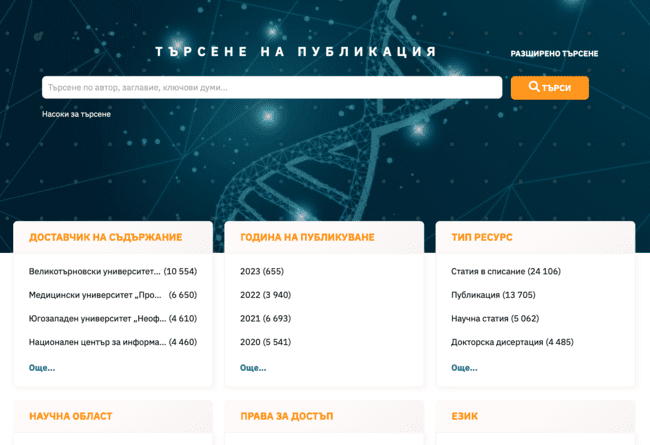 ТЪРСЕНЕ НА ПУБЛИКАЦИЯ
РАЗШИРЕНО ТЪРСЕНЕ
Търсене по автор, заглавие, ключови думи...
ТЪРСИ
Насоки за търсене
ДОСТАВЧИК НА СЪДЪРЖАНИЕ
Великотърновски университет... (10 554)
Медицински университет „Про... (6 650)
Югозападен университет „Неоф... (4 610)
Национален център за информа... (4 460)
Още...
ГОДИНА НА ПУБЛИКУВАНЕ
2023 (655)
2022 (3 940)
2021 (6 693)
2020 (5 541)
Още...
ТИП РЕСУРС
Статия в списание (24 106)
Публикация (13 705)
Научна статия (5 062)
Докторска дисертация (4 485)
Още...
НАУЧНА ОБЛАСТ
ПРАВА ЗА ДОСТЪП
ЕЗИК